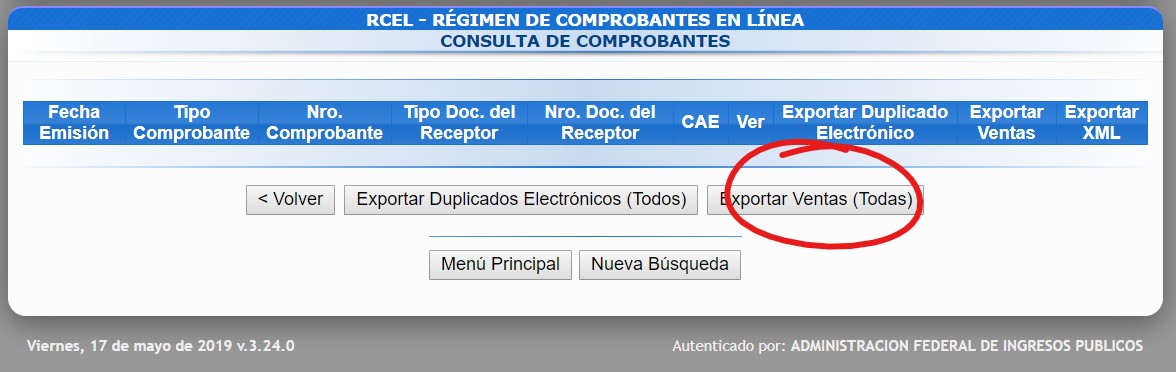 RCEL - RÉGIMEN DE COMPROBANTES EN LÍNEA
CONSULTA DE COMPROBANTES
Fecha Emisión
Tipo Comprobante
Nro. Comprobante
Tipo Doc. del Receptor
Nro. Doc. del Receptor
CAE
Ver
Exportar Duplicado Electrónico
Exportar Ventas
Exportar XML
< Volver
Exportar Duplicados Electrónicos (Todos)
Exportar Ventas (Todas)
Menú Principal
Nueva Búsqueda
Viernes, 17 de mayo de 2019 v.3.24.0
Autenticado por: ADMINISTRACION FEDERAL DE INGRESOS PUBLICOS